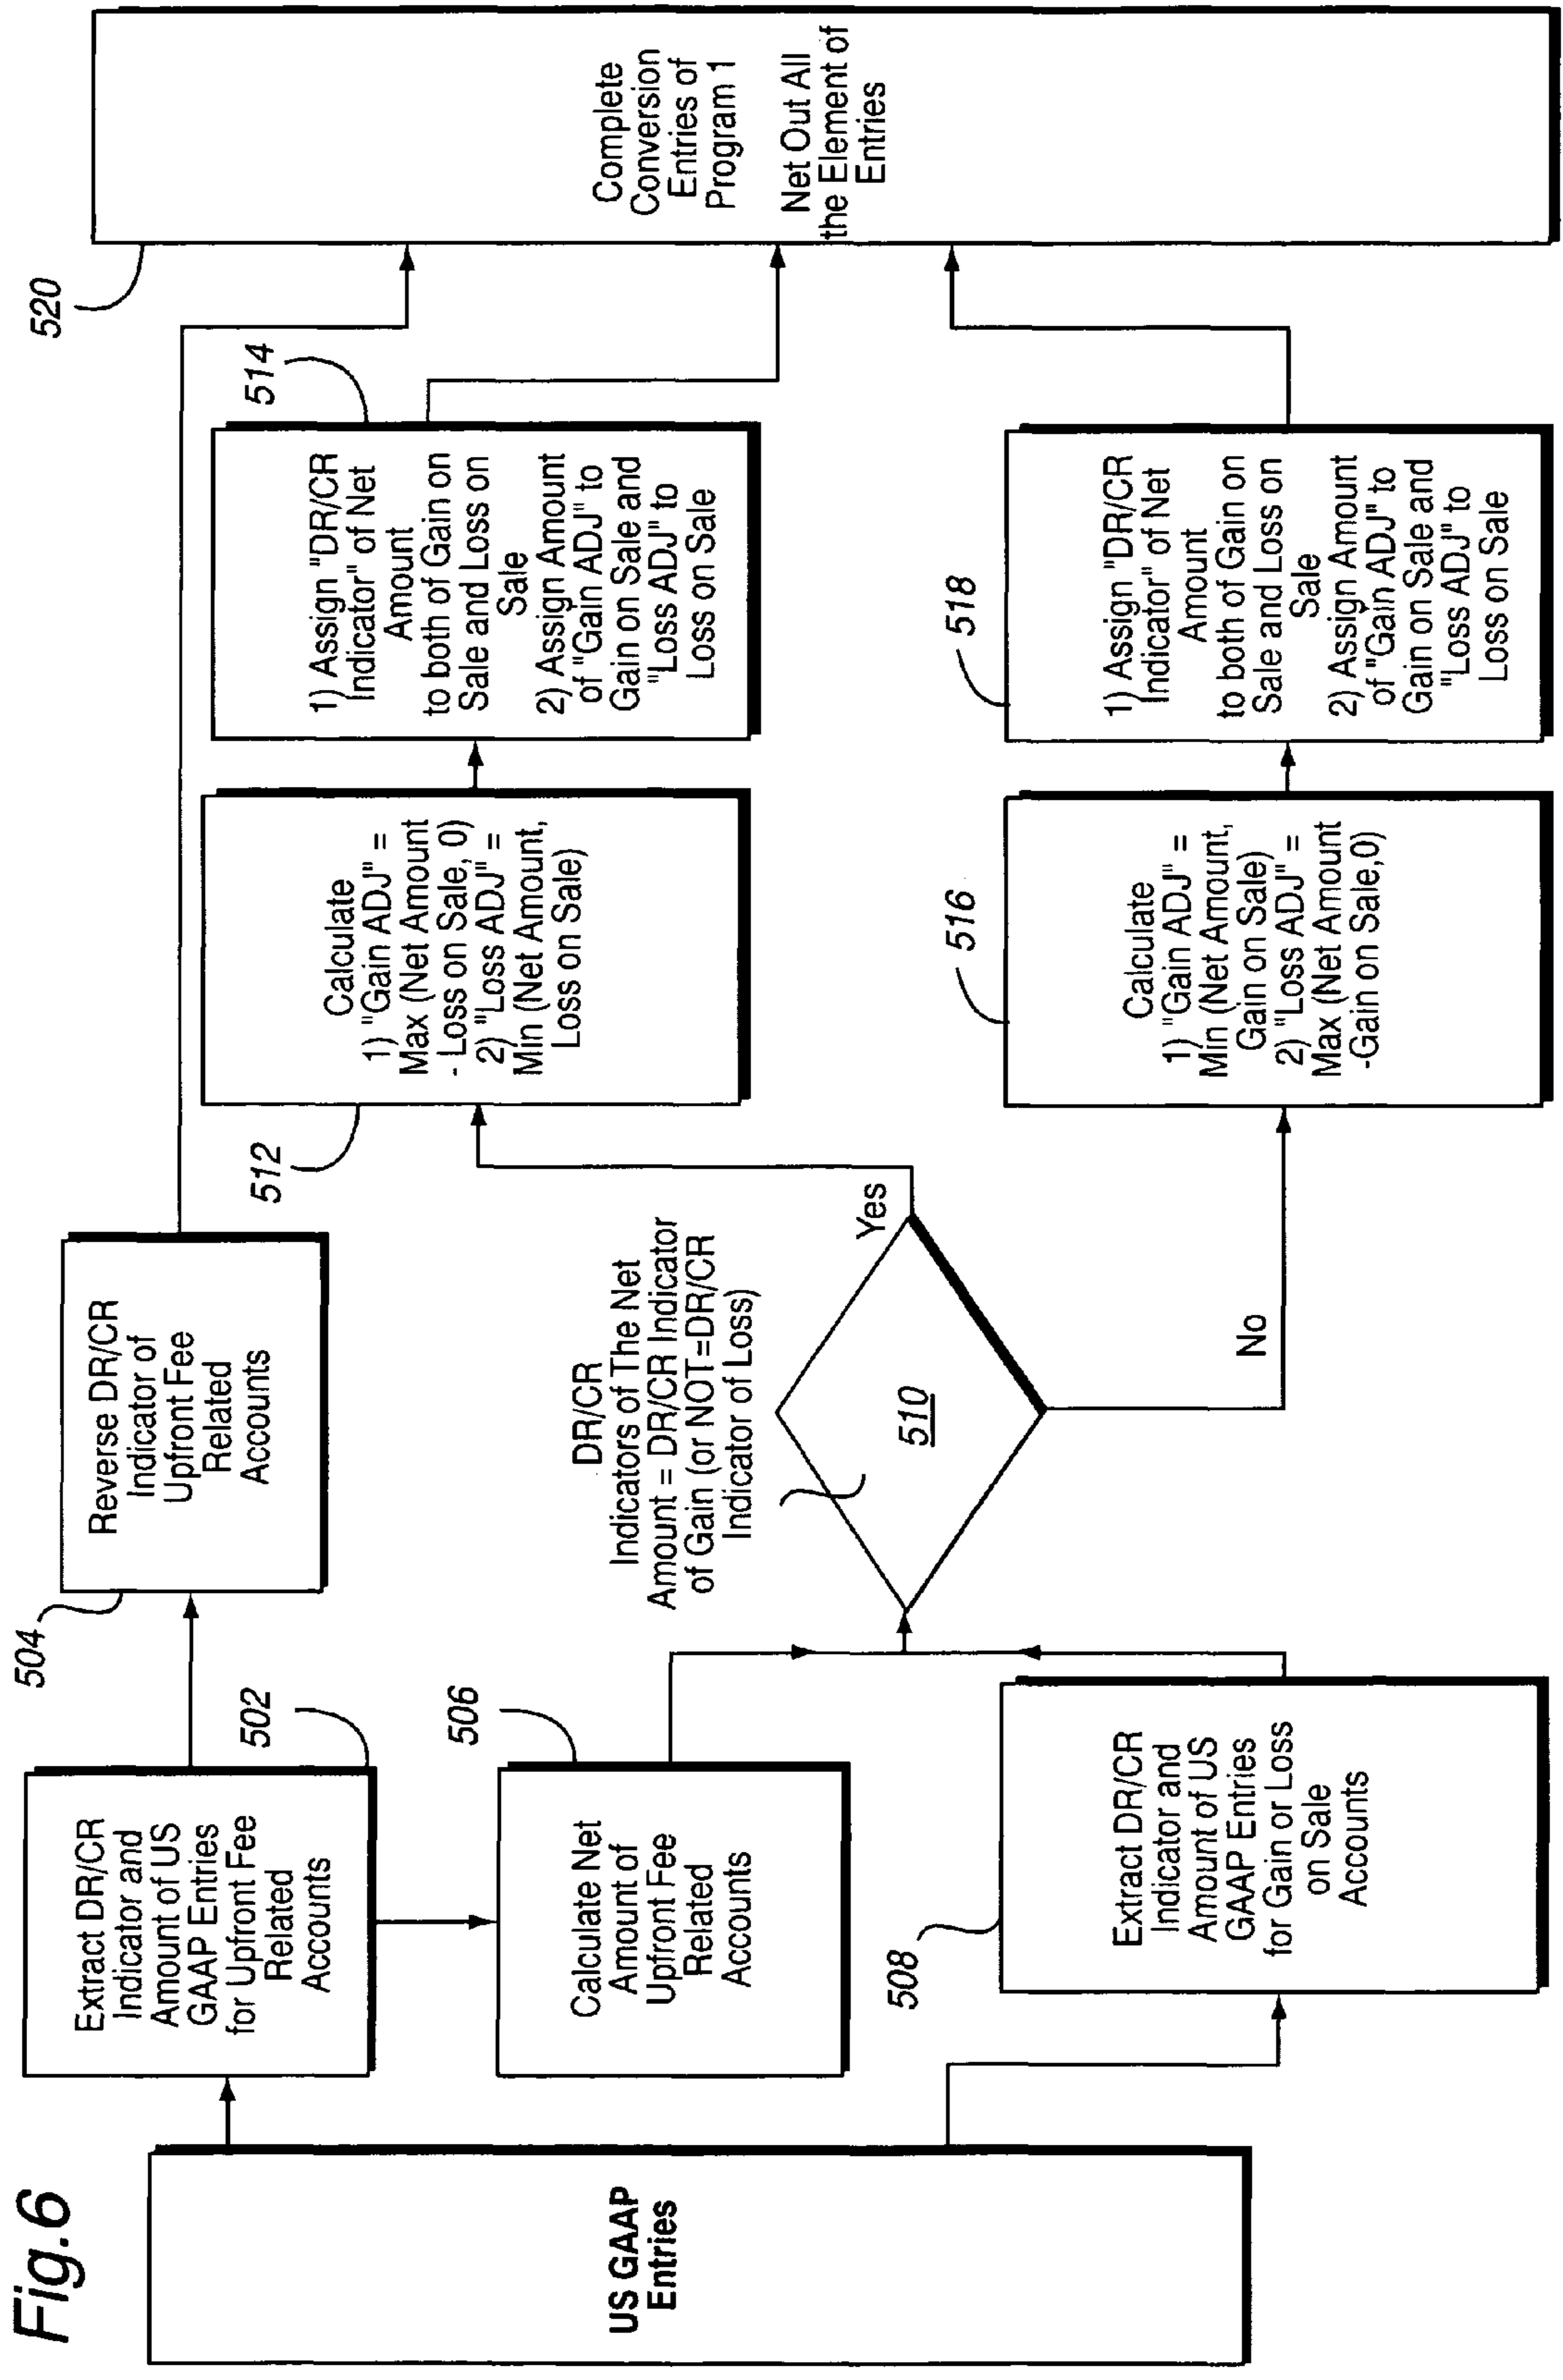 Fig.6
US GAAP
Entries
502
Extract DR/CR
Indicator and
Amount of US
GAAP Entries
for Upfront Fee
Related
Accounts
504
Reverse DR/CR
Indicator of
Upfront Fee
Related
Accounts
506
Calculate Net
Amount of
Upfront Fee
Related
Accounts
508
Extract DR/CR
Indicator and
Amount of US
GAAP Entries
for Gain or Loss
on Sale
Accounts
DR/CR
Indicators of The Net
Amount = DR/CR Indicator
of Gain (or NOT=DR/CR
Indicator of Loss)
510
Yes
No
512
Calculate
1) "Gain ADJ" =
Max (Net Amount
- Loss on Sale, 0)
2) "Loss ADJ" =
Min (Net Amount,
Loss on Sale)
514
1) Assign "DR/CR
Indicator" of Net
Amount
to both of Gain on
Sale and Loss on
Sale
2) Assign Amount
of "Gain ADJ" to
Gain on Sale and
"Loss ADJ" to
Loss on Sale
516
Calculate
1) "Gain ADJ" =
Min (Net Amount,
Gain on Sale)
2) "Loss ADJ" =
Max (Net Amount
-Gain on Sale,0)
518
1) Assign "DR/CR
Indicator" of Net
Amount
to both of Gain on
Sale and Loss on
Sale
2) Assign Amount
of "Gain ADJ" to
Gain on Sale and
"Loss ADJ" to
Loss on Sale
520
Complete
Conversion
Entries of
Program 1
Net Out All
the Element of
Entries